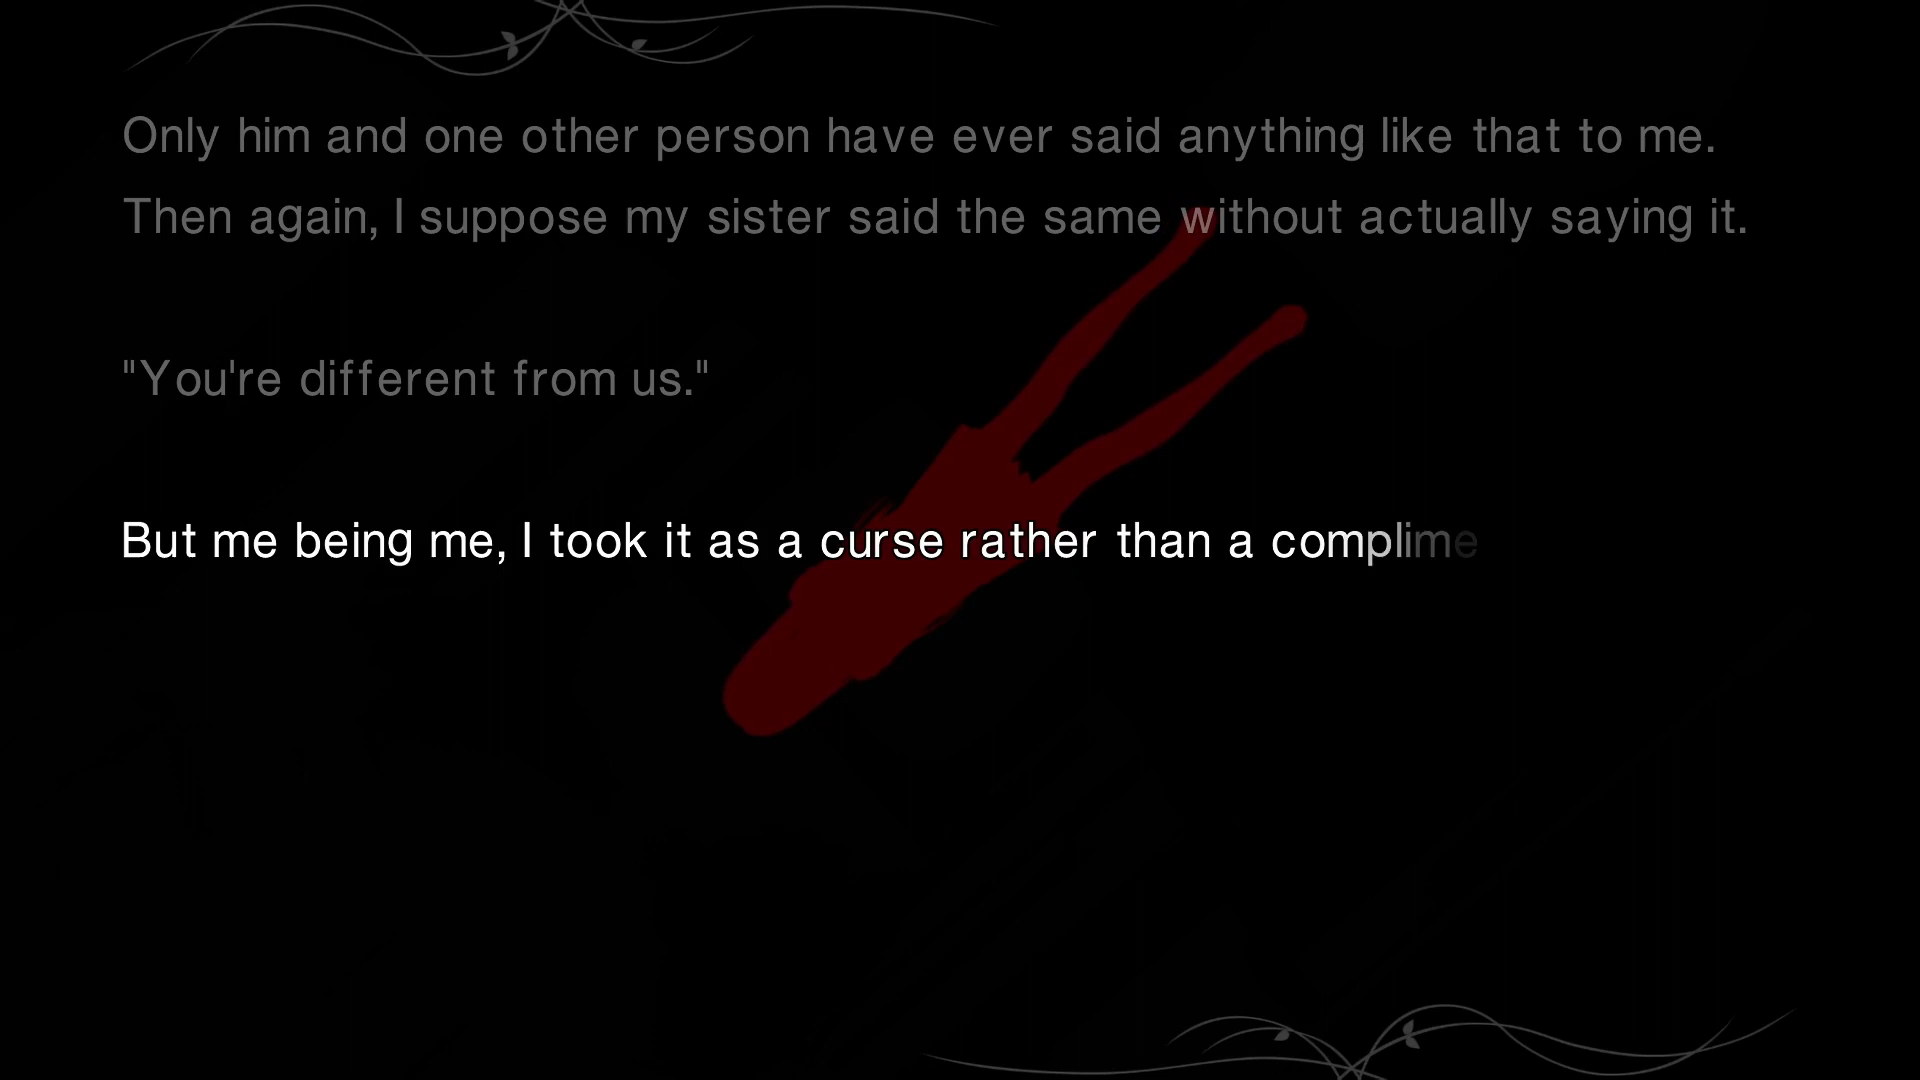 Only him and one other person have ever said anything like that to me.
Then again, I suppose my sister said the same without actually saying it.
"You're different from us."
But me being me, I took it as a curse rather than a complime